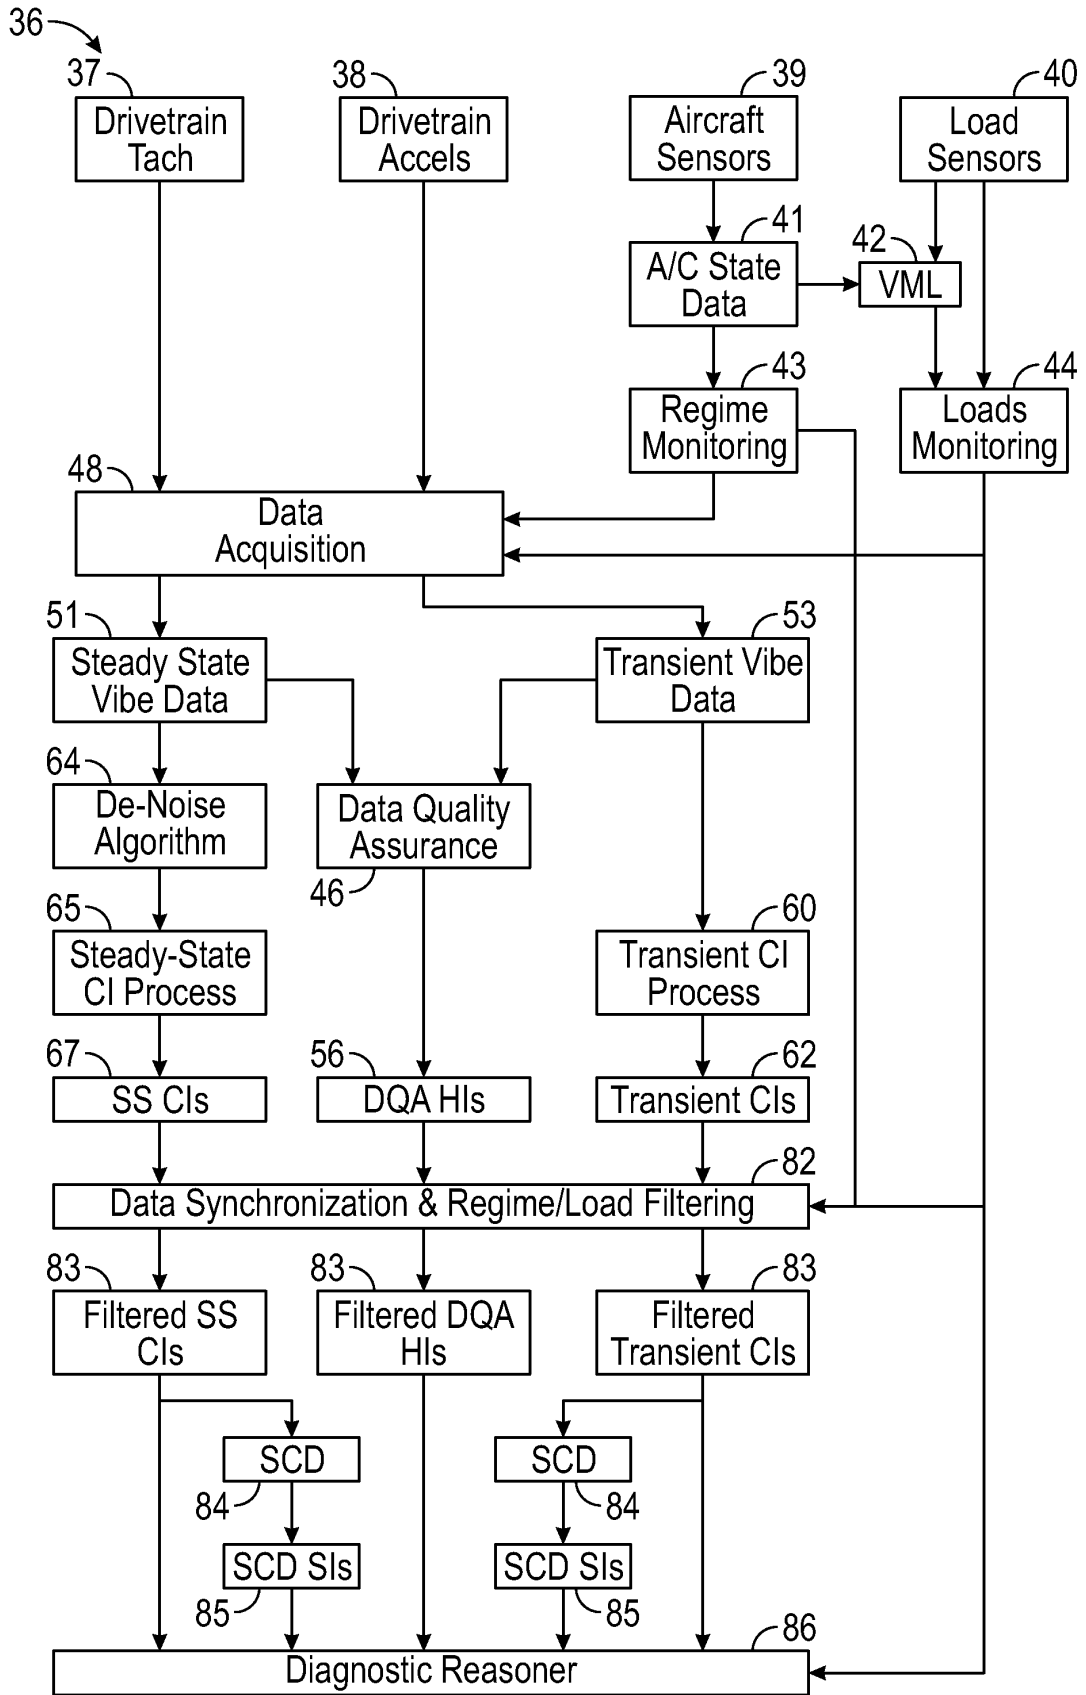 36
37
38
39
40
Drivetrain
Tach
Drivetrain
Accels
Aircraft
Sensors
Load
Sensors
41
42
A/C State
Data
VML
43
44
Regime
Monitoring
Loads
Monitoring
48
Data
Acquisition
51
53
Steady State
Vibe Data
Transient Vibe
Data
64
De-Noise
Algorithm
Data Quality
Assurance
46
65
60
Steady-State
CI Process
Transient CI
Process
67
56
62
SS CIs
DQA HIs
Transient CIs
82
Data Synchronization & Regime/Load Filtering
83
83
83
Filtered SS
CIs
Filtered DQA
HIs
Filtered
Transient CIs
SCD
SCD
84
84
SCD SIs
SCD SIs
85
85
86
Diagnostic Reasoner